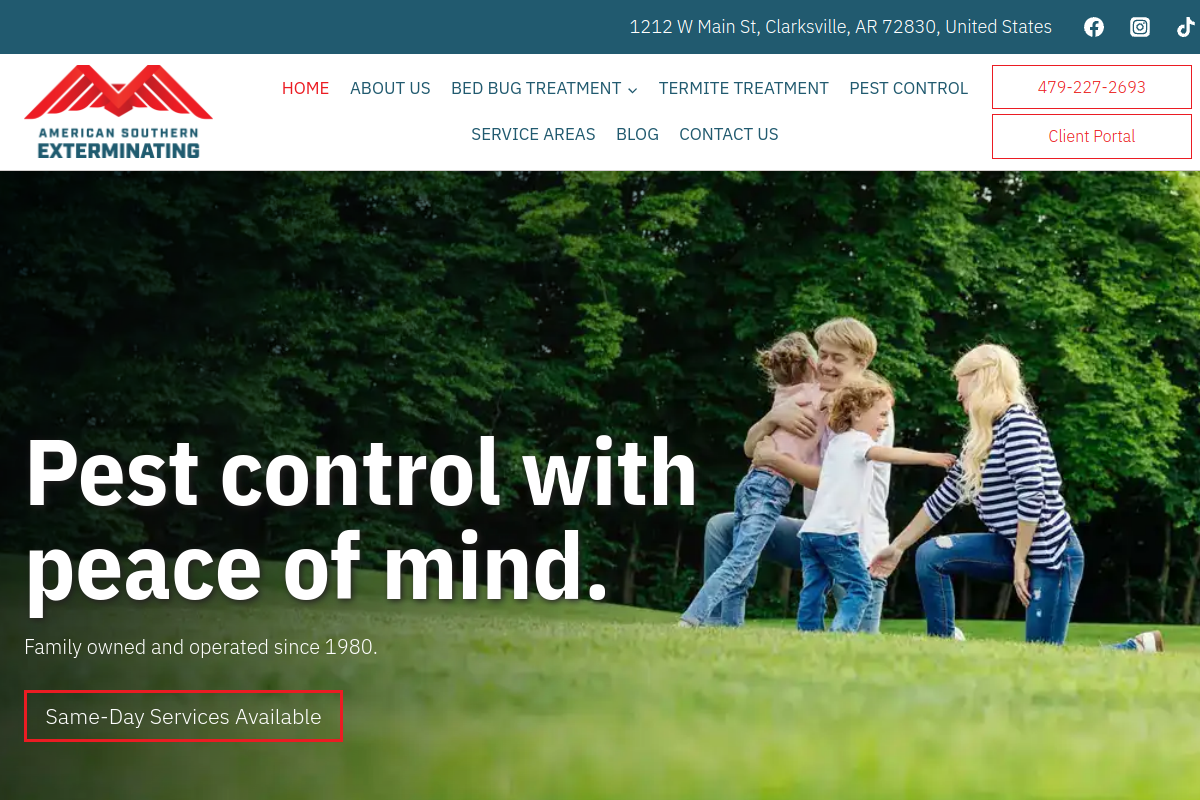 1212 W Main St, Clarksville, AR 72830, United States
AMERICAN SOUTHERN
EXTERMINATING
HOME ABOUT US BED BUG TREATMENT TERMITE TREATMENT PEST CONTROL
SERVICE AREAS BLOG CONTACT US
479-227-2693
Client Portal
Pest control with
peace of mind.
Family owned and operated since 1980.
Same-Day Services Available